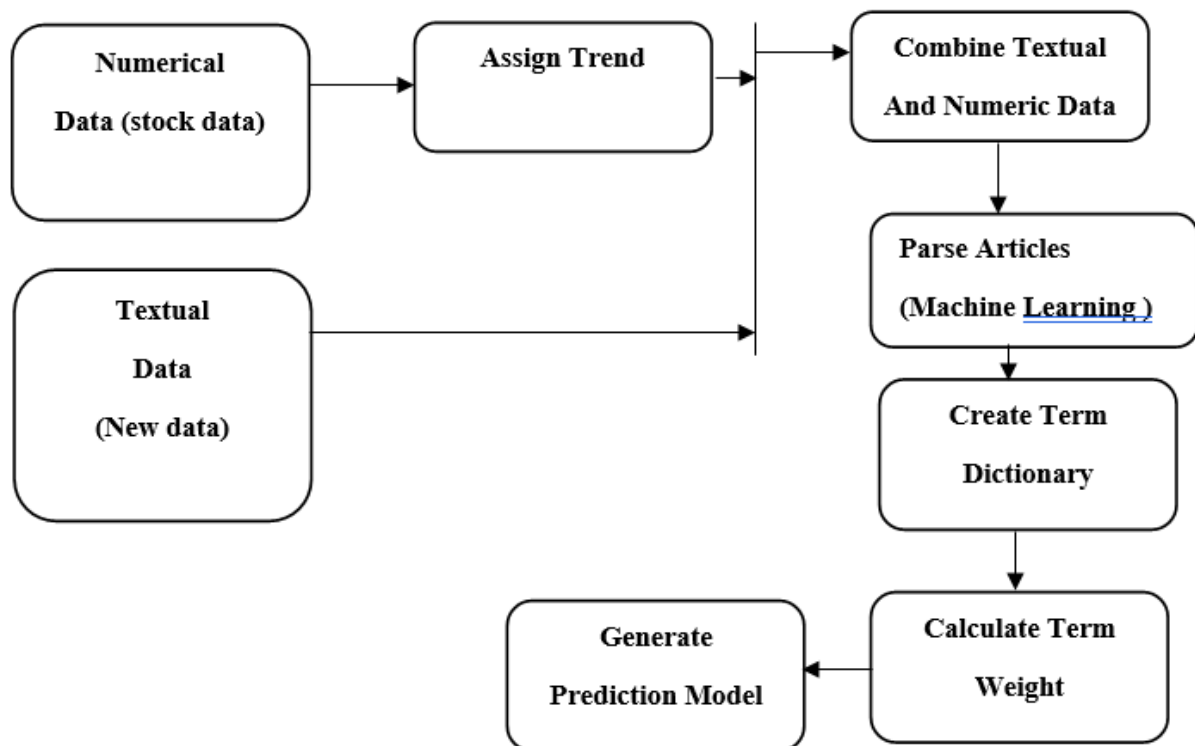 Numerical
Data (stock data)
Assign Trend
Combine Textual
And Numeric Data
Textual
Data
(New data)
Parse Articles
(Machine Learning )
Create Term
Dictionary
Calculate Term
Weight
Generate
Prediction Model